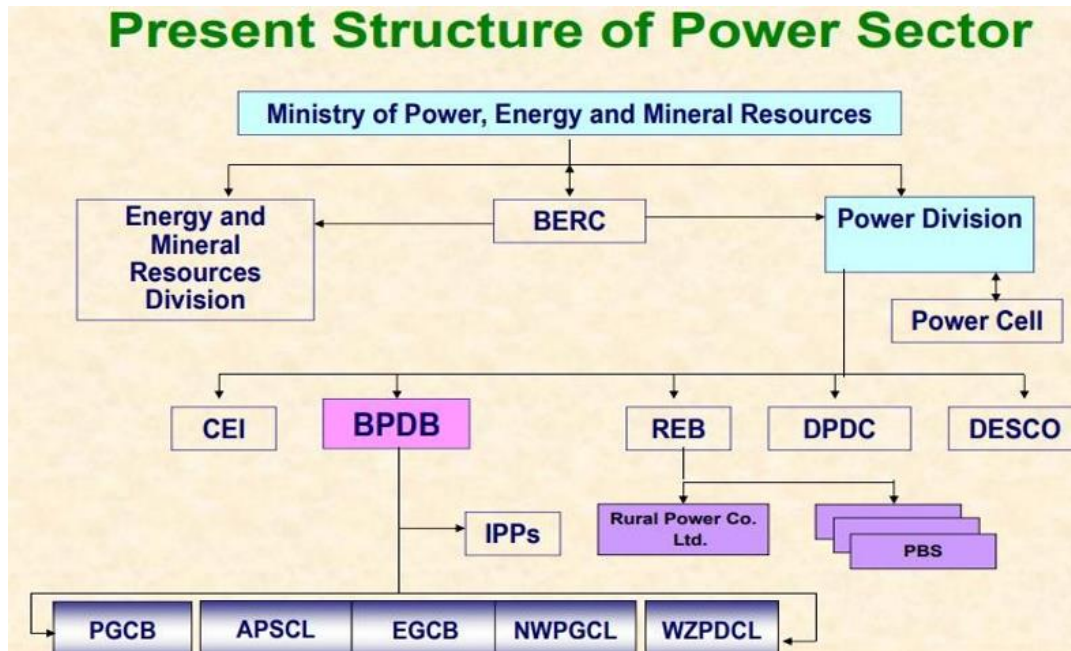 Present Structure of Power Sector
Ministry of Power, Energy and Mineral Resources
Energy and
Mineral
Resources
Division
BERC
Power Division
Power Cell
CEI
BPDB
REB
DPDC
DESCO
IPPs
Rural Power Co.
Ltd.
PBS
PGCB
APSCL
EGCB
NWPGCL
WZPDCL